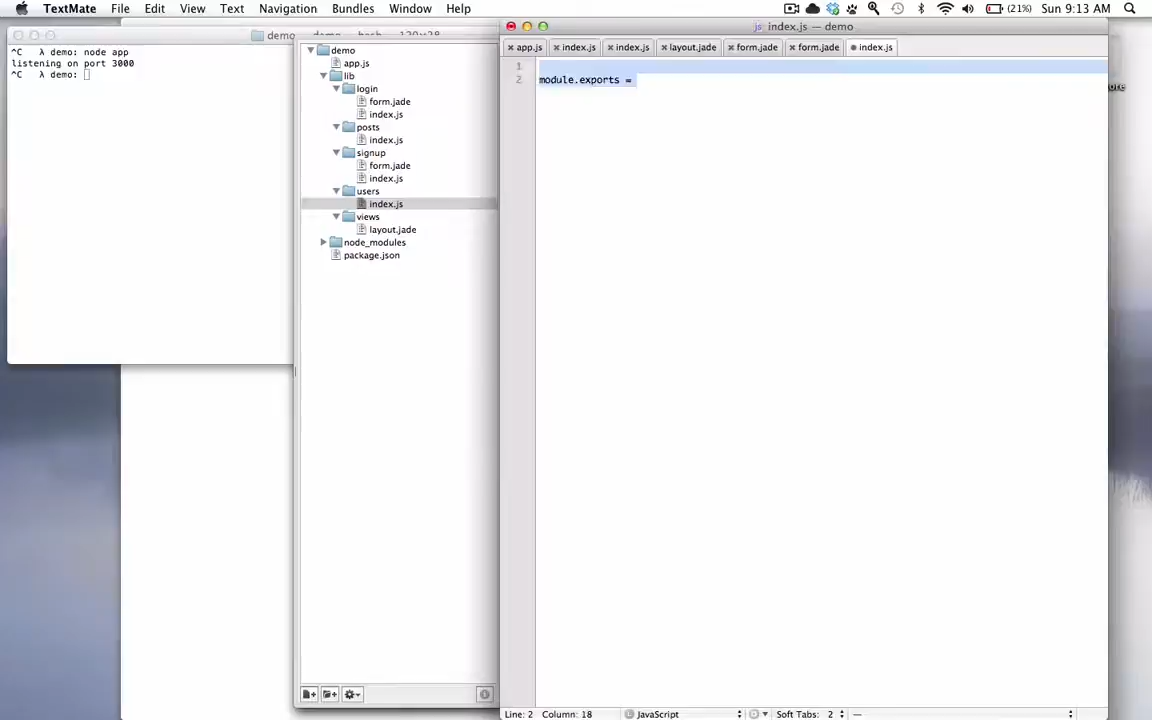 TextMate File Edit View Text Navigation Bundles Window Help (21%) Sun 9:13 AM
demo
^C λ demo: node app
listening on port 3000
^C λ demo:
demo
app.js
lib
login
form.jade
index.js
posts
index.js
signup
form.jade
index.js
users
index.js
views
layout.jade
node_modules
package.json
index.js — demo
app.js index.js index.js layout.jade form.jade form.jade index.js
1
2 module.exports =
Line: 2 Column: 18 JavaScript Soft Tabs: 2 —